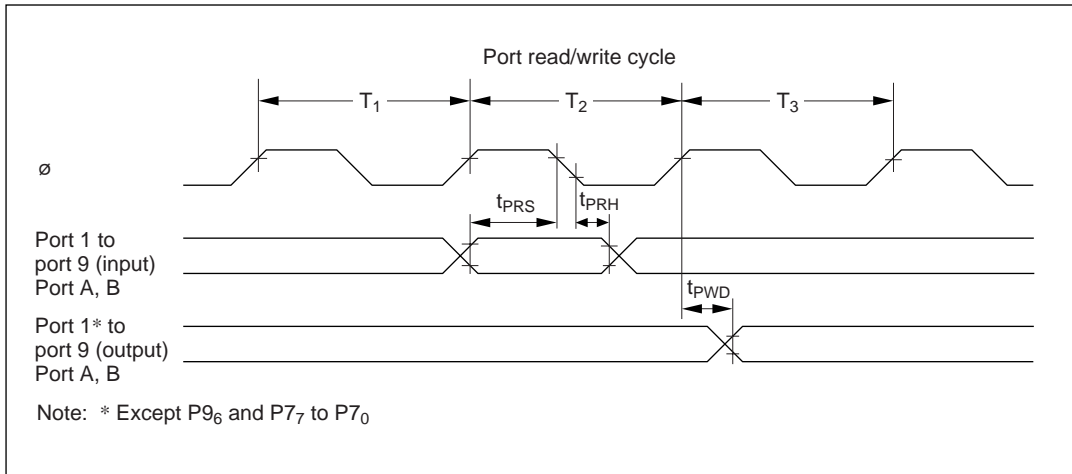 Port read/write cycle
T1 T2 T3
ø
tPRS tPRH
Port 1 to
port 9 (input)
Port A, B
tPWD
Port 1* to
port 9 (output)
Port A, B
Note: * Except P96 and P77 to P70